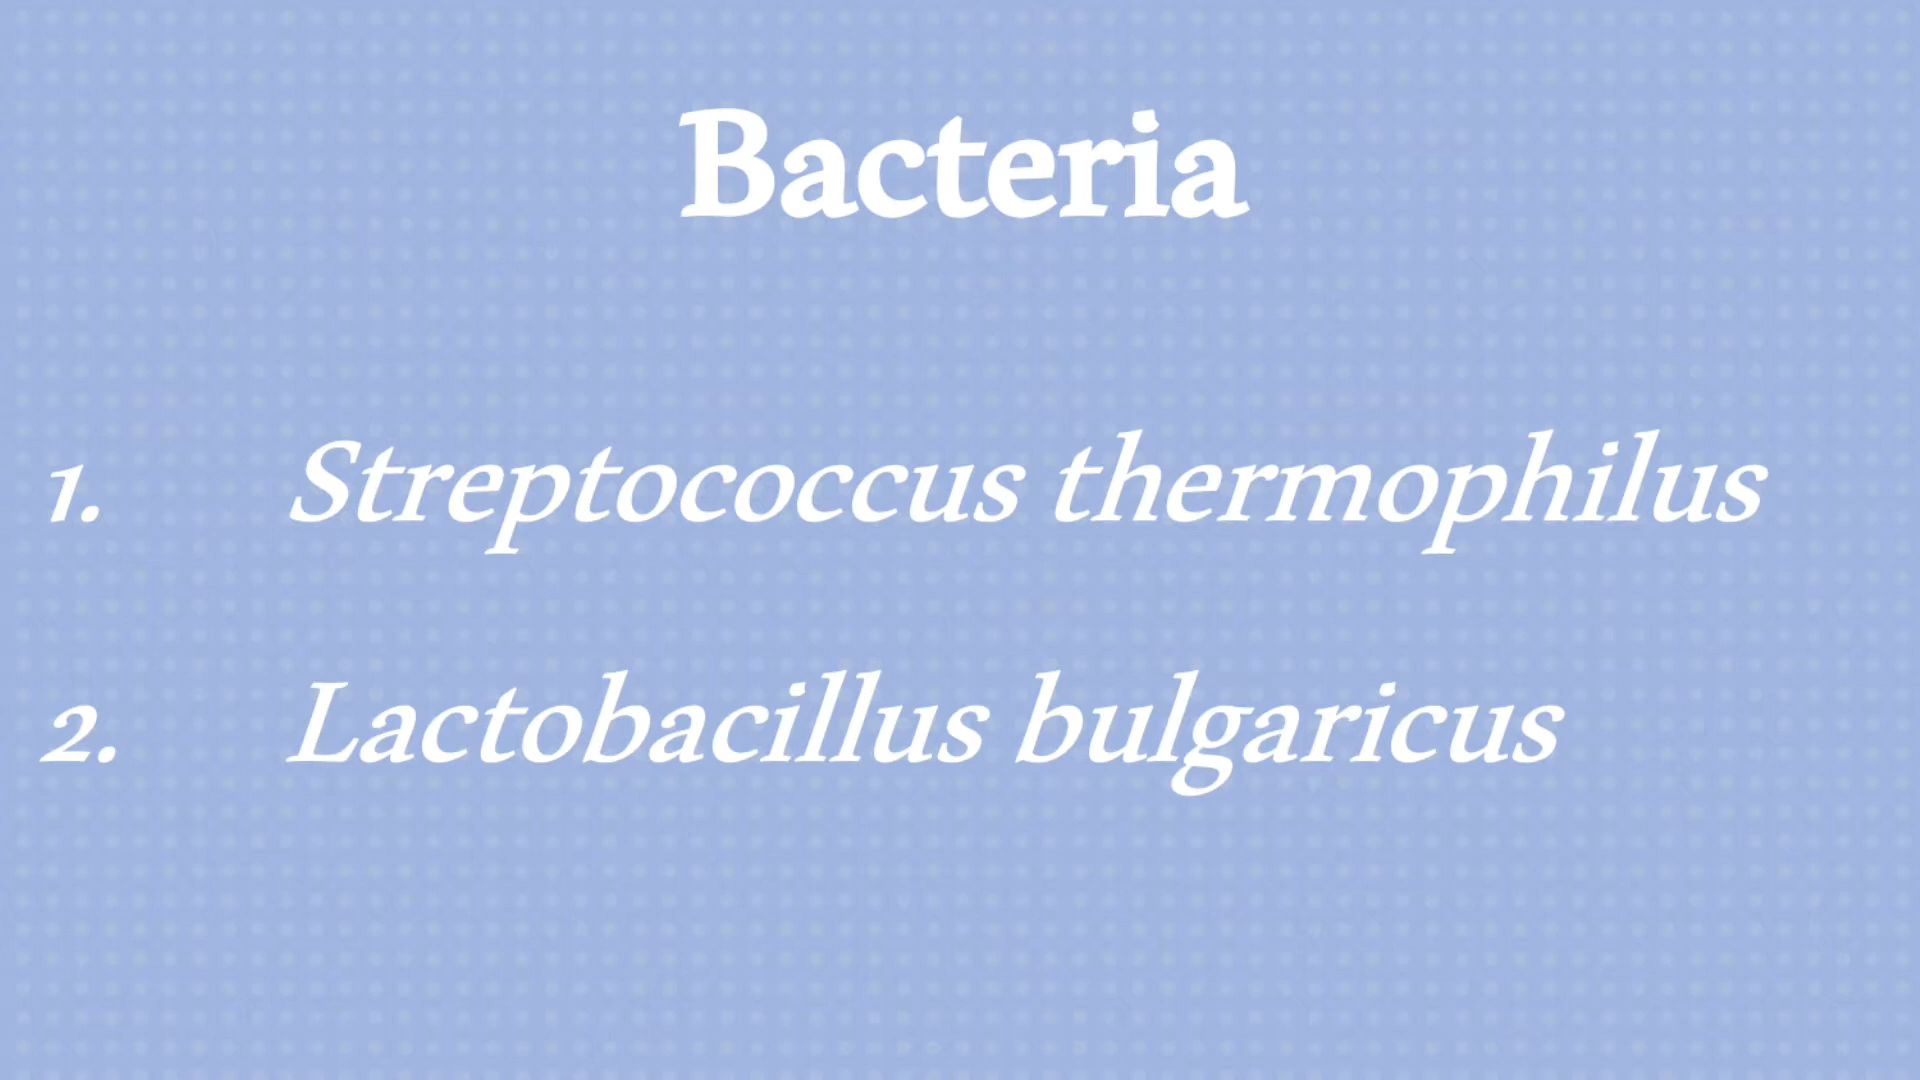 Bacteria
1. Streptococcus thermophilus
2. Lactobacillus bulgaricus